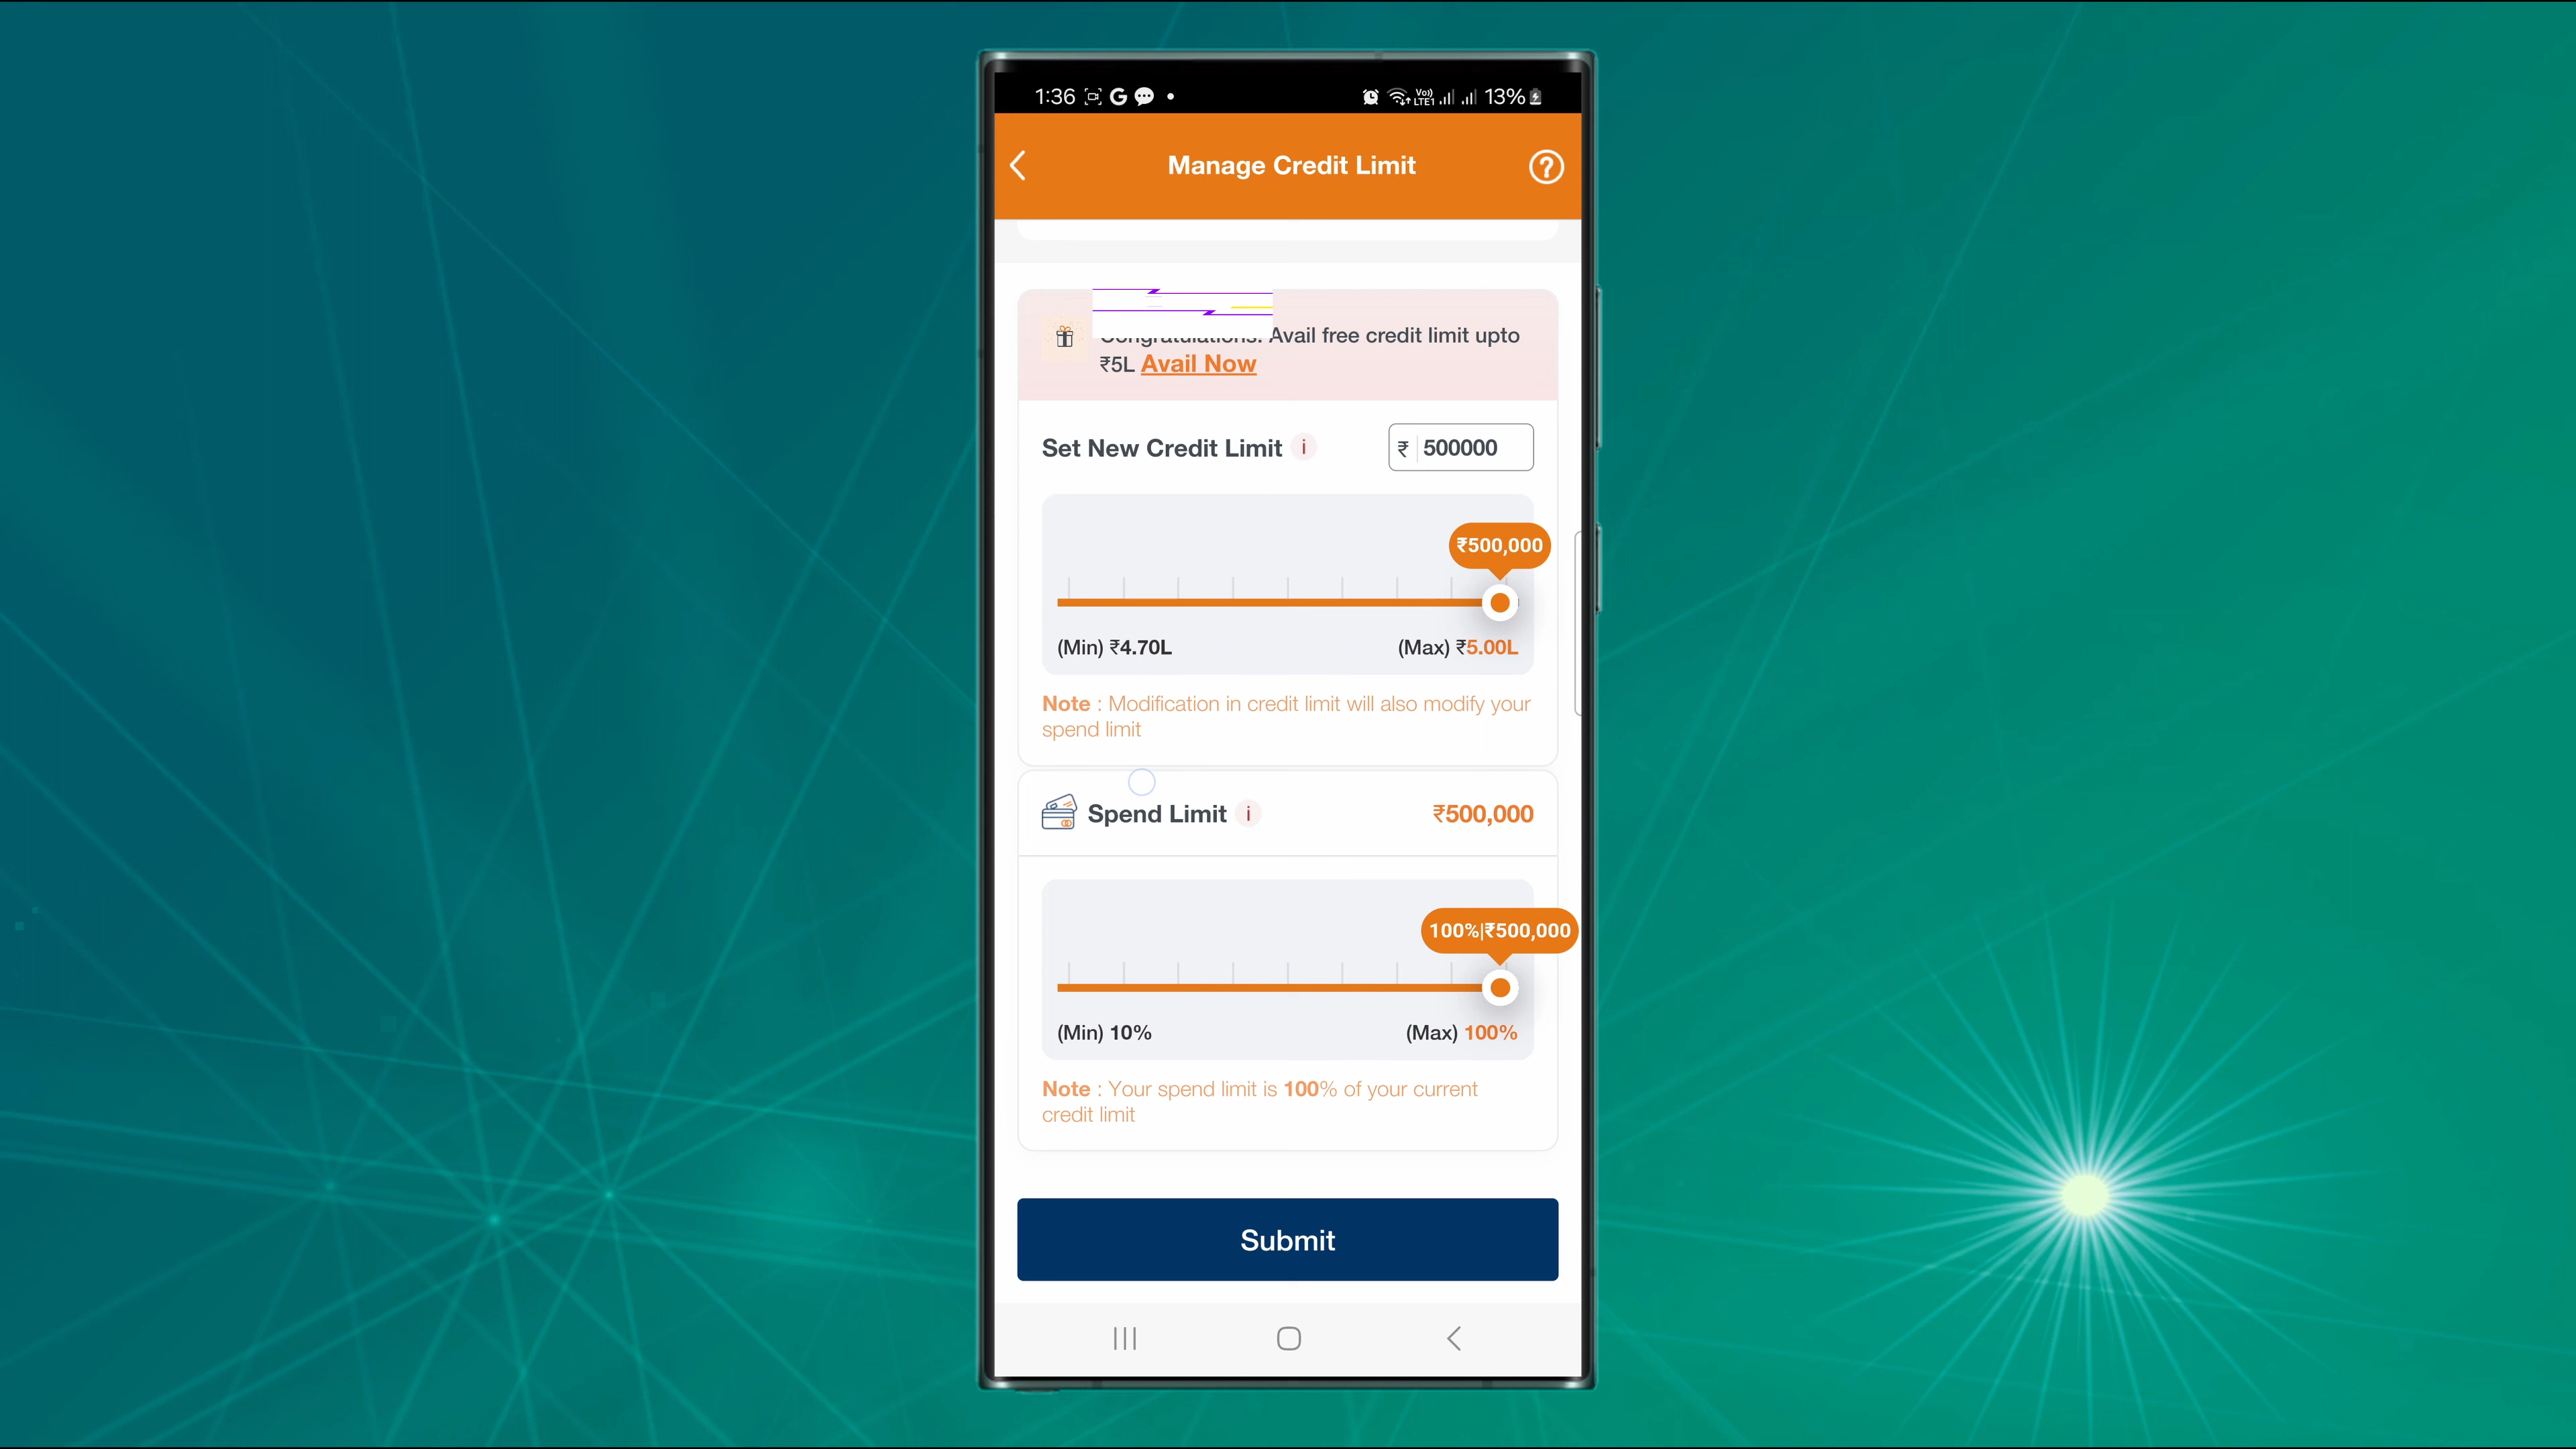 1:36 G 13%
Vo)) LTE1
Manage Credit Limit
Avail free credit limit upto
₹5L Avail Now
Set New Credit Limit i ₹ 500000
₹500,000
(Min) ₹4.70L (Max) ₹5.00L
Note : Modification in credit limit will also modify your
spend limit
Spend Limit i ₹500,000
100%|₹500,000
(Min) 10% (Max) 100%
Note : Your spend limit is 100% of your current
credit limit
Submit